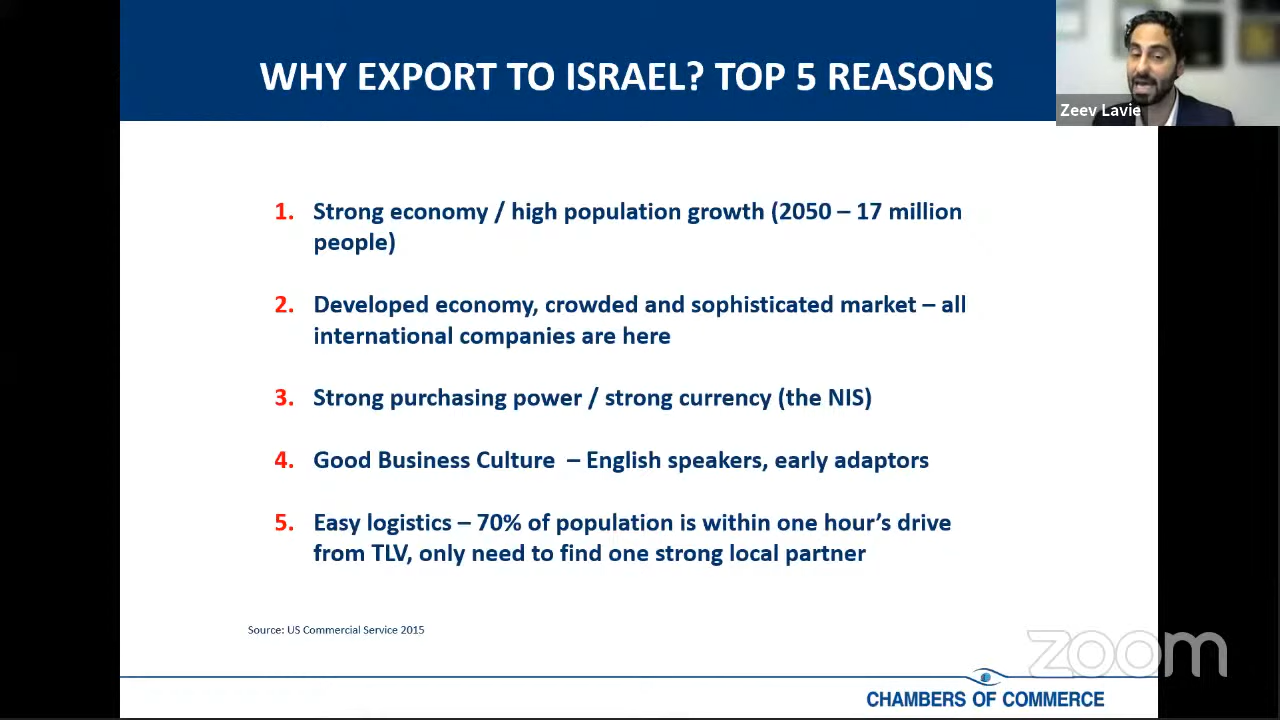 WHY EXPORT TO ISRAEL? TOP 5 REASONS
Zeev Lavie
1. Strong economy / high population growth (2050 – 17 million
people)
2. Developed economy, crowded and sophisticated market – all
international companies are here
3. Strong purchasing power / strong currency (the NIS)
4. Good Business Culture – English speakers, early adaptors
5. Easy logistics – 70% of population is within one hour's drive
from TLV, only need to find one strong local partner
Source: US Commercial Service 2015
zoom
CHAMBERS OF COMMERCE